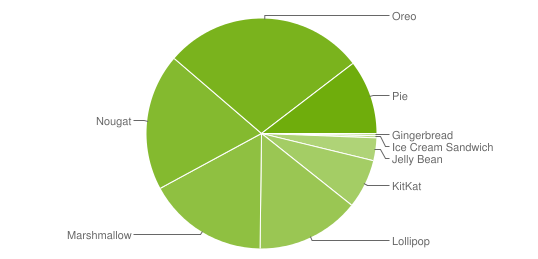 Oreo
Pie
Nougat
Gingerbread
Ice Cream Sandwich
Jelly Bean
KitKat
Marshmallow
Lollipop